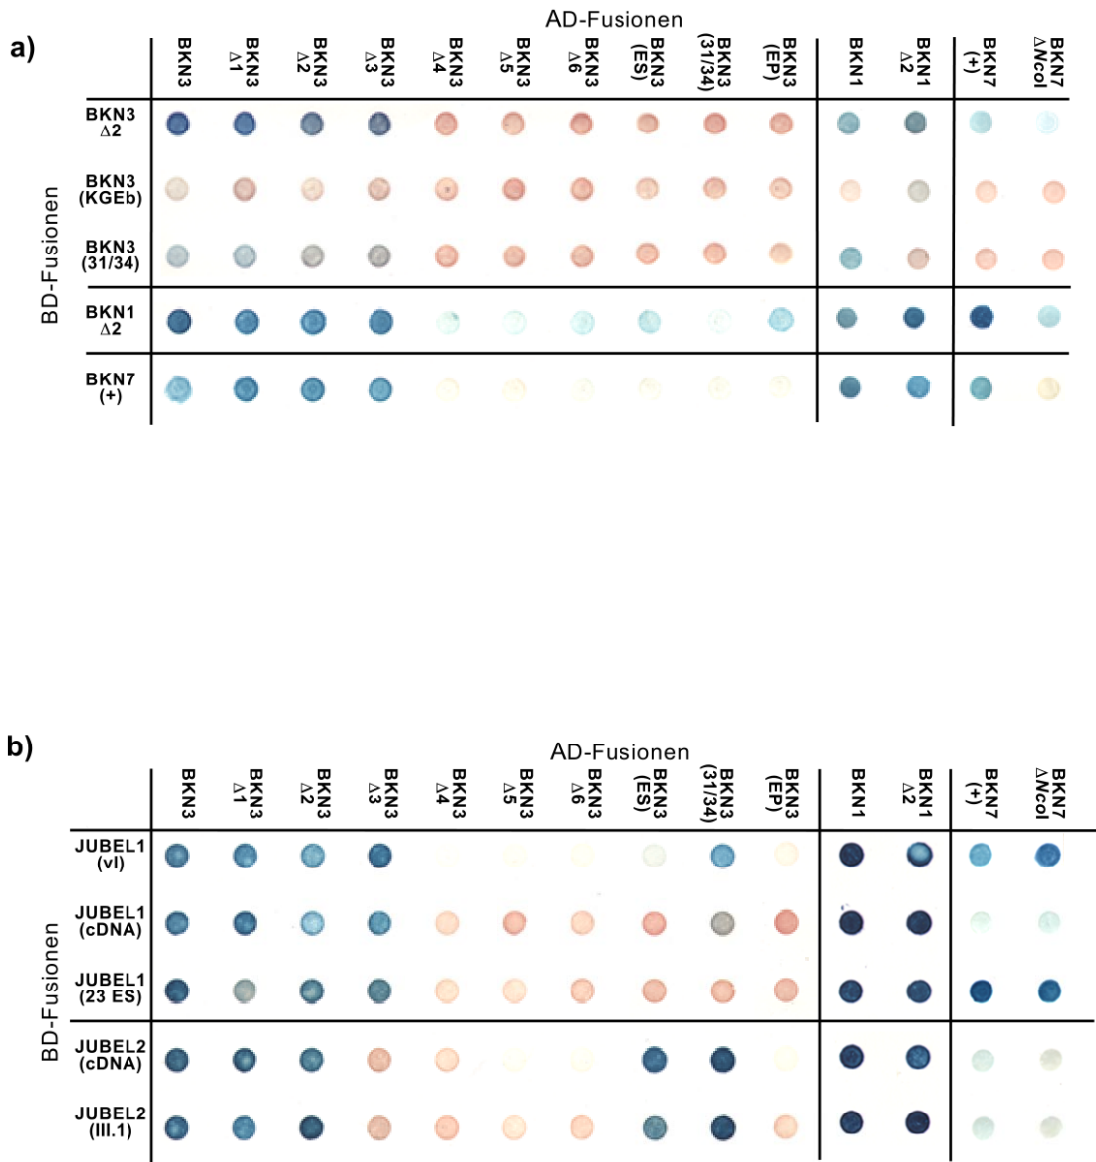 a)
AD-Fusionen
BKN3
BKN3
Δ1
BKN3
Δ2
BKN3
Δ3
BKN3
Δ4
BKN3
Δ5
BKN3
Δ6
BKN3
(ES)
BKN3
(31/34)
BKN3
(EP)
BKN1
BKN1
Δ2
BKN7
(+)
BKN7
ΔNcoI
BD-Fusionen
BKN3
Δ2
BKN3
(KGEb)
BKN3
(31/34)
BKN1
Δ2
BKN7
(+)
b)
AD-Fusionen
BKN3
BKN3
Δ1
BKN3
Δ2
BKN3
Δ3
BKN3
Δ4
BKN3
Δ5
BKN3
Δ6
BKN3
(ES)
BKN3
(31/34)
BKN3
(EP)
BKN1
BKN1
Δ2
BKN7
(+)
BKN7
ΔNcoI
BD-Fusionen
JUBEL1
(vl)
JUBEL1
(cDNA)
JUBEL1
(23 ES)
JUBEL2
(cDNA)
JUBEL2
(III.1)